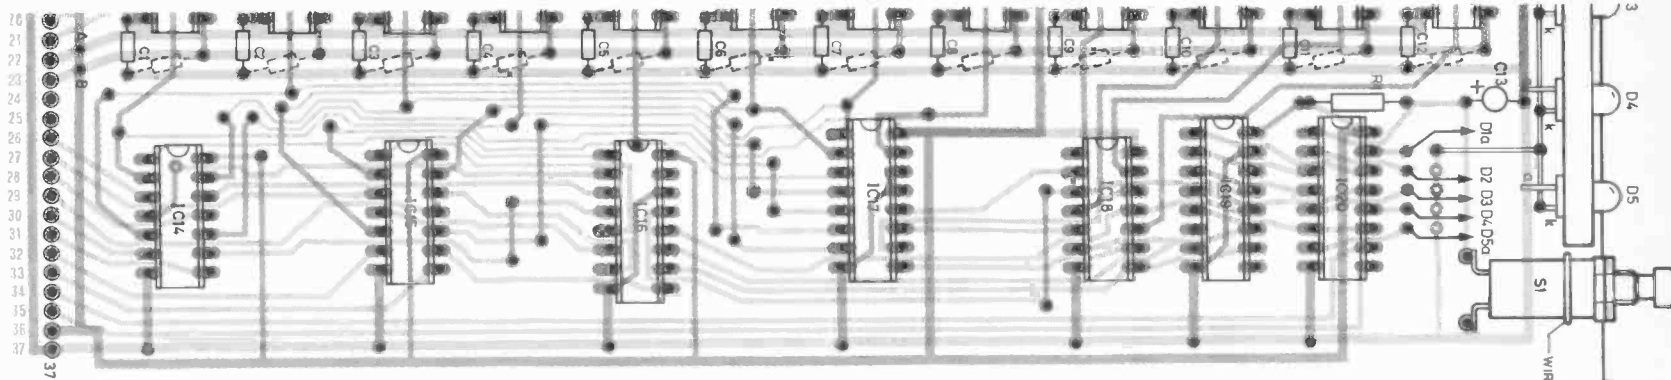 20
21
22
23
24
25
26
27
28
29
30
31
32
33
34
35
36
37
37
A
B
C1
C2
C3
C4
C5
C6
C7
C8
C9
C10
C11
C12
C13
+
R1
IC14
IC15
IC16
IC17
IC18
IC19
IC20
D1a
D2
D3
D4
D5a
3
k
D4
k
a
D5
k
S1
WIR